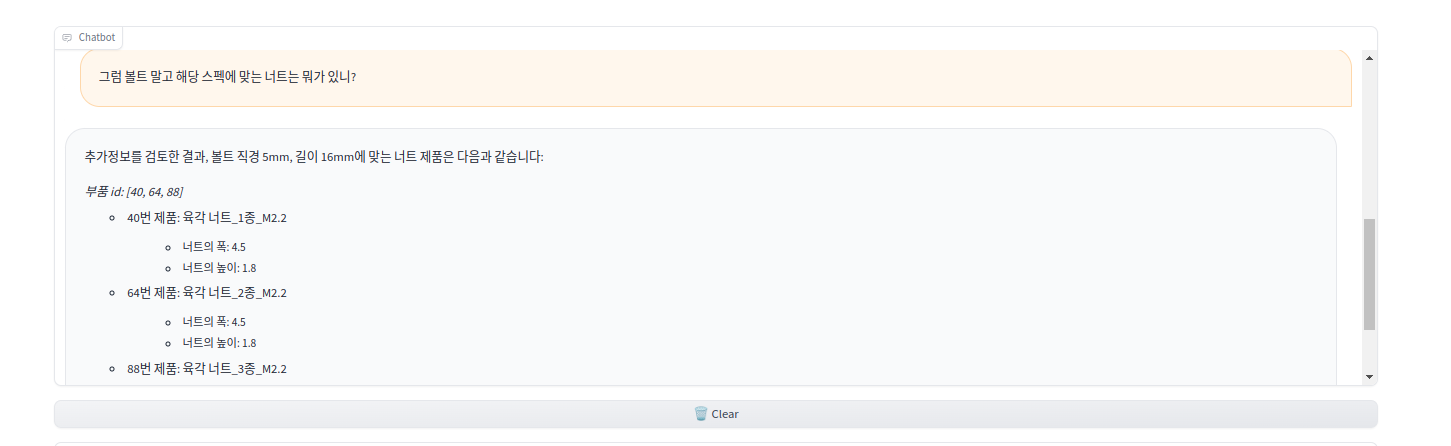 Chatbot
그럼 볼트 말고 해당 스펙에 맞는 너트는 뭐가 있니?
추가정보를 검토한 결과, 볼트 직경 5mm, 길이 16mm에 맞는 너트 제품은 다음과 같습니다:
부품 id: [40, 64, 88]
40번 제품: 육각 너트_1종_M2.2
너트의 폭: 4.5
너트의 높이: 1.8
64번 제품: 육각 너트_2종_M2.2
너트의 폭: 4.5
너트의 높이: 1.8
88번 제품: 육각 너트_3종_M2.2
Clear